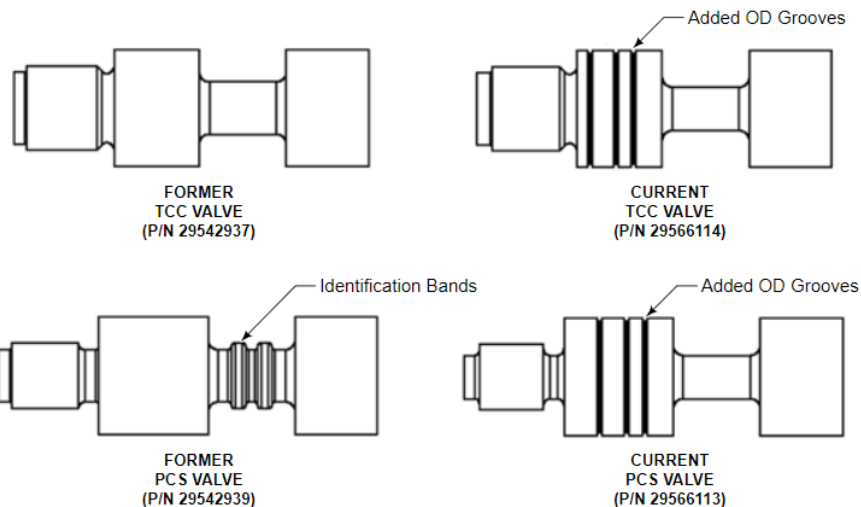 Added OD Grooves
FORMER
TCC VALVE
(P/N 29542937)
CURRENT
TCC VALVE
(P/N 29566114)
Identification Bands
Added OD Grooves
FORMER
PCS VALVE
(P/N 29542939)
CURRENT
PCS VALVE
(P/N 29566113)